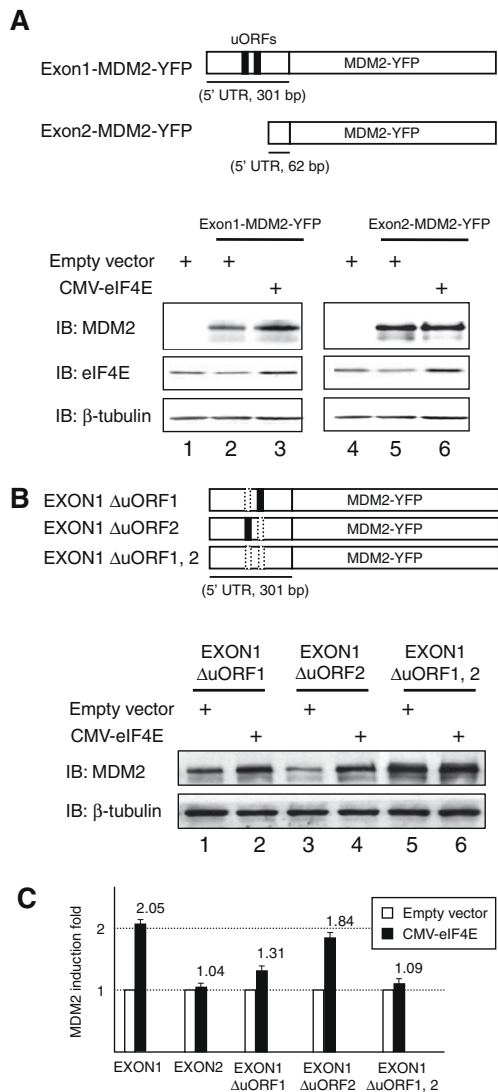 A
uORFs
Exon1-MDM2-YFP
MDM2-YFP
(5' UTR, 301 bp)
Exon2-MDM2-YFP
MDM2-YFP
(5' UTR, 62 bp)
Exon1-MDM2-YFP Exon2-MDM2-YFP
Empty vector + + + +
CMV-eIF4E + +
IB: MDM2
IB: eIF4E
IB: β-tubulin
1 2 3 4 5 6
B
EXON1 ΔuORF1 MDM2-YFP
EXON1 ΔuORF2 MDM2-YFP
EXON1 ΔuORF1, 2 MDM2-YFP
(5' UTR, 301 bp)
EXON1 EXON1 EXON1
ΔuORF1 ΔuORF2 ΔuORF1, 2
Empty vector + + +
CMV-eIF4E + + +
IB: MDM2
IB: β-tubulin
1 2 3 4 5 6
C
MDM2 induction fold
2
1
2.05
1.04
1.31
1.84
1.09
Empty vector
CMV-eIF4E
EXON1 EXON2 EXON1 EXON1 EXON1
ΔuORF1 ΔuORF2 ΔuORF1, 2